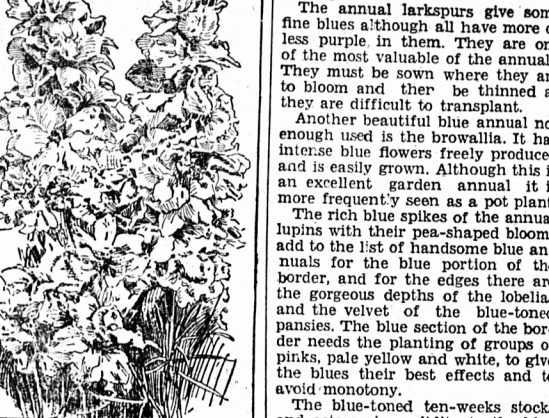 The annual larkspurs give som
fine blues although all have more o
less purple in them. They are on
of the most valuable of the annual
They must be sown where they ar
to bloom and ther be thinned a
they are difficult to transplant.
Another beautiful blue annual no
enough used is the browallia. It ha
intense blue flowers freely produce
and is easily grown. Although this i
an excellent garden annual it i
more frequently seen as a pot plant
The rich blue spikes of the annua
lupins with their pea-shaped bloom
add to the list of handsome blue an
nuals for the blue portion of th
border, and for the edges there ar
the gorgeous depths of the lobelia
and the velvet of the blue-toned
pansies. The blue section of the bor-
der needs the planting of groups o
pinks, pale yellow and white, to giv
the blues their best effects and t
avoid monotony.
The blue-toned ten-weeks stock